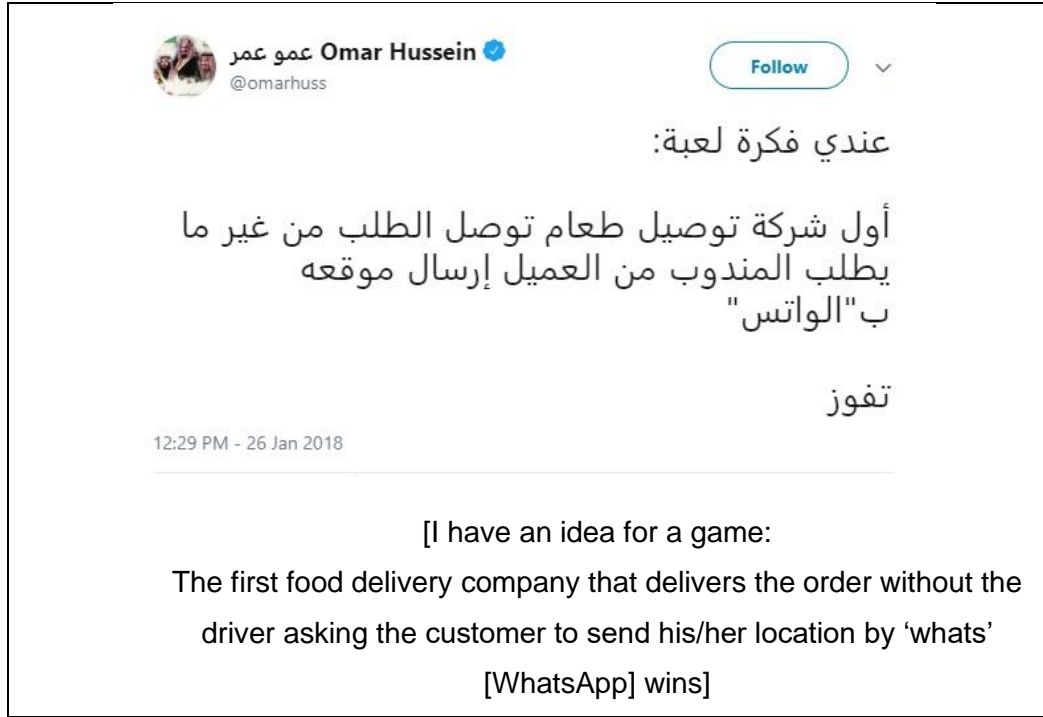 Omar Hussein عمو عمر
@omarhuss
Follow
عندي فكرة لعبة:
أول شركة توصيل طعام توصل الطلب من غير ما
يطلب المندوب من العميل إرسال موقعه
ب"الواتس"
تفوز
12:29 PM - 26 Jan 2018
[I have an idea for a game:
The first food delivery company that delivers the order without the
driver asking the customer to send his/her location by ‘whats’
[WhatsApp] wins]